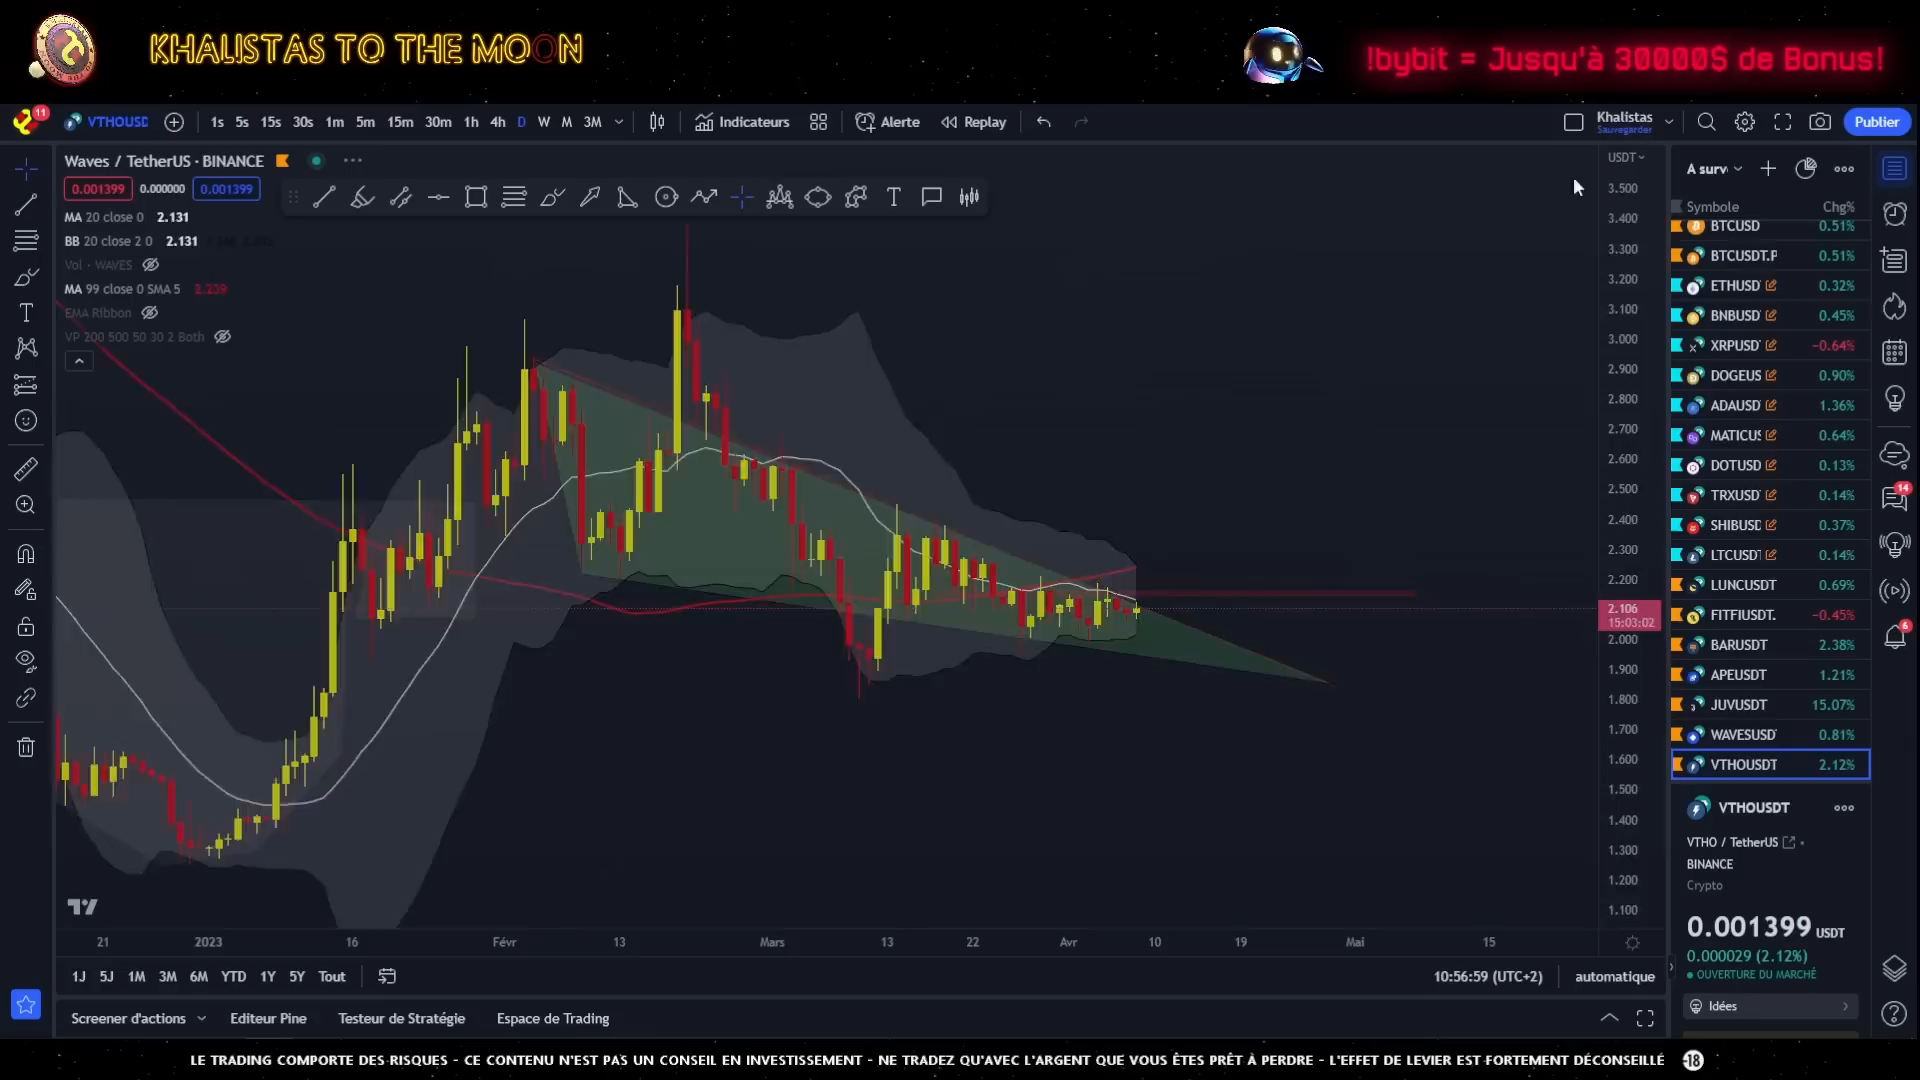 KHALISTAS TO THE MOON
!bybit = Jusqu'à 30000$ de Bonus!
11
VTHOUSD
1s 5s 15s 30s 1m 5m 15m 30m 1h 4h D W M 3M
Indicateurs
Alerte
Replay
Khalistas
Sauvegarder
Publier
Waves / TetherUS · BINANCE
0.001399 0.000000 0.001399
MA 20 close 0 2.131
BB 20 close 2 0 2.131
Vol · WAVES
MA 99 close 0 SMA 5 2.239
EMA Ribbon
VP 200 500 50 30 2 Both
USDT
3.500
3.400
3.300
3.200
3.100
3.000
2.900
2.800
2.700
2.600
2.500
2.400
2.300
2.200
2.106
15:03:02
2.000
1.900
1.800
1.700
1.600
1.500
1.400
1.300
1.200
1.100
21 2023 16 Févr 13 Mars 13 22 Avr 10 19 Mai 15
1J 5J 1M 3M 6M YTD 1Y 5Y Tout
10:56:59 (UTC+2)
automatique
Screener d'actions
Editeur Pine
Testeur de Stratégie
Espace de Trading
A surv
Symbole Chg%
BTCUSD 0.51%
BTCUSDT.P 0.51%
ETHUSD 0.32%
BNBUSD 0.45%
XRPUSD −0.64%
DOGEUS 0.90%
ADAUSD 1.36%
MATICUS 0.64%
DOTUSD 0.13%
TRXUSD 0.14%
SHIBUSD 0.37%
LTCUSDT 0.14%
LUNCUSDT 0.69%
FITFIUSDT. −0.45%
BARUSDT 2.38%
APEUSDT 1.21%
JUVUSDT 15.07%
WAVESUSD 0.81%
VTHOUSDT 2.12%
VTHOUSDT
VTHO / TetherUS
BINANCE
Crypto
0.001399 USDT
0.000029 (2.12%)
OUVERTURE DU MARCHÉ
Idées
14
6
LE TRADING COMPORTE DES RISQUES - CE CONTENU N'EST PAS UN CONSEIL EN INVESTISSEMENT - NE TRADEZ QU'AVEC L'ARGENT QUE VOUS ÊTES PRÊT À PERDRE - L'EFFET DE LEVIER EST FORTEMENT DÉCONSEILLÉ -18